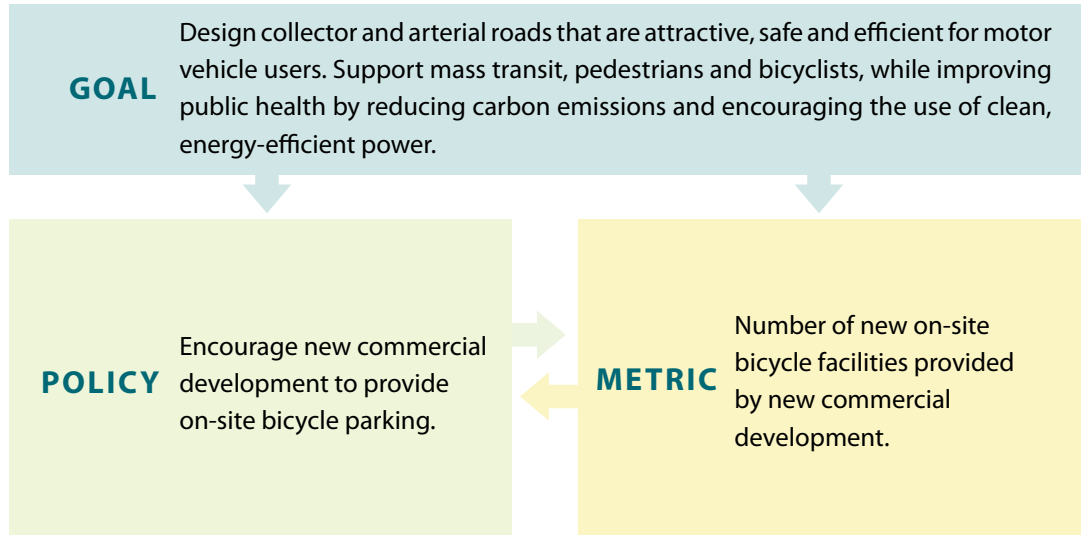 GOAL
Design collector and arterial roads that are attractive, safe and efficient for motor
vehicle users. Support mass transit, pedestrians and bicyclists, while improving
public health by reducing carbon emissions and encouraging the use of clean,
energy-efficient power.
POLICY
Encourage new commercial
development to provide
on-site bicycle parking.
METRIC
Number of new on-site
bicycle facilities provided
by new commercial
development.